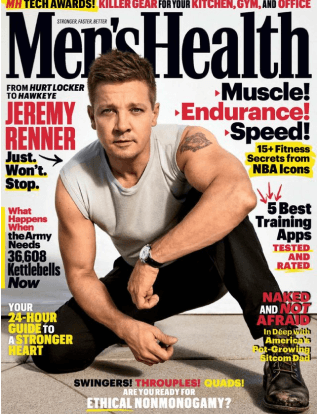 MH TECH AWARDS! KILLER GEAR FOR YOUR KITCHEN, GYM, AND OFFICE
STRONGER, FASTER, BETTER
Men'sHealth
FROM HURT LOCKER
TO HAWKEYE
JEREMY
RENNER
Just.
Won't.
Stop.
Muscle!
Endurance!
Speed!
15+ Fitness
Secrets from
NBA Icons
What
Happens
When
the Army
Needs
36,608
Kettlebells
Now
5 Best
Training
Apps
TESTED
AND
RATED
YOUR
24-HOUR
GUIDE TO
A STRONGER
HEART
NAKED
AND NOT
AFRAID
In Deep with
America's
Pot-Growing
Sitcom Dad
SWINGERS! THROUPLES! QUADS!
ARE YOU READY FOR
ETHICAL NONMONOGAMY?